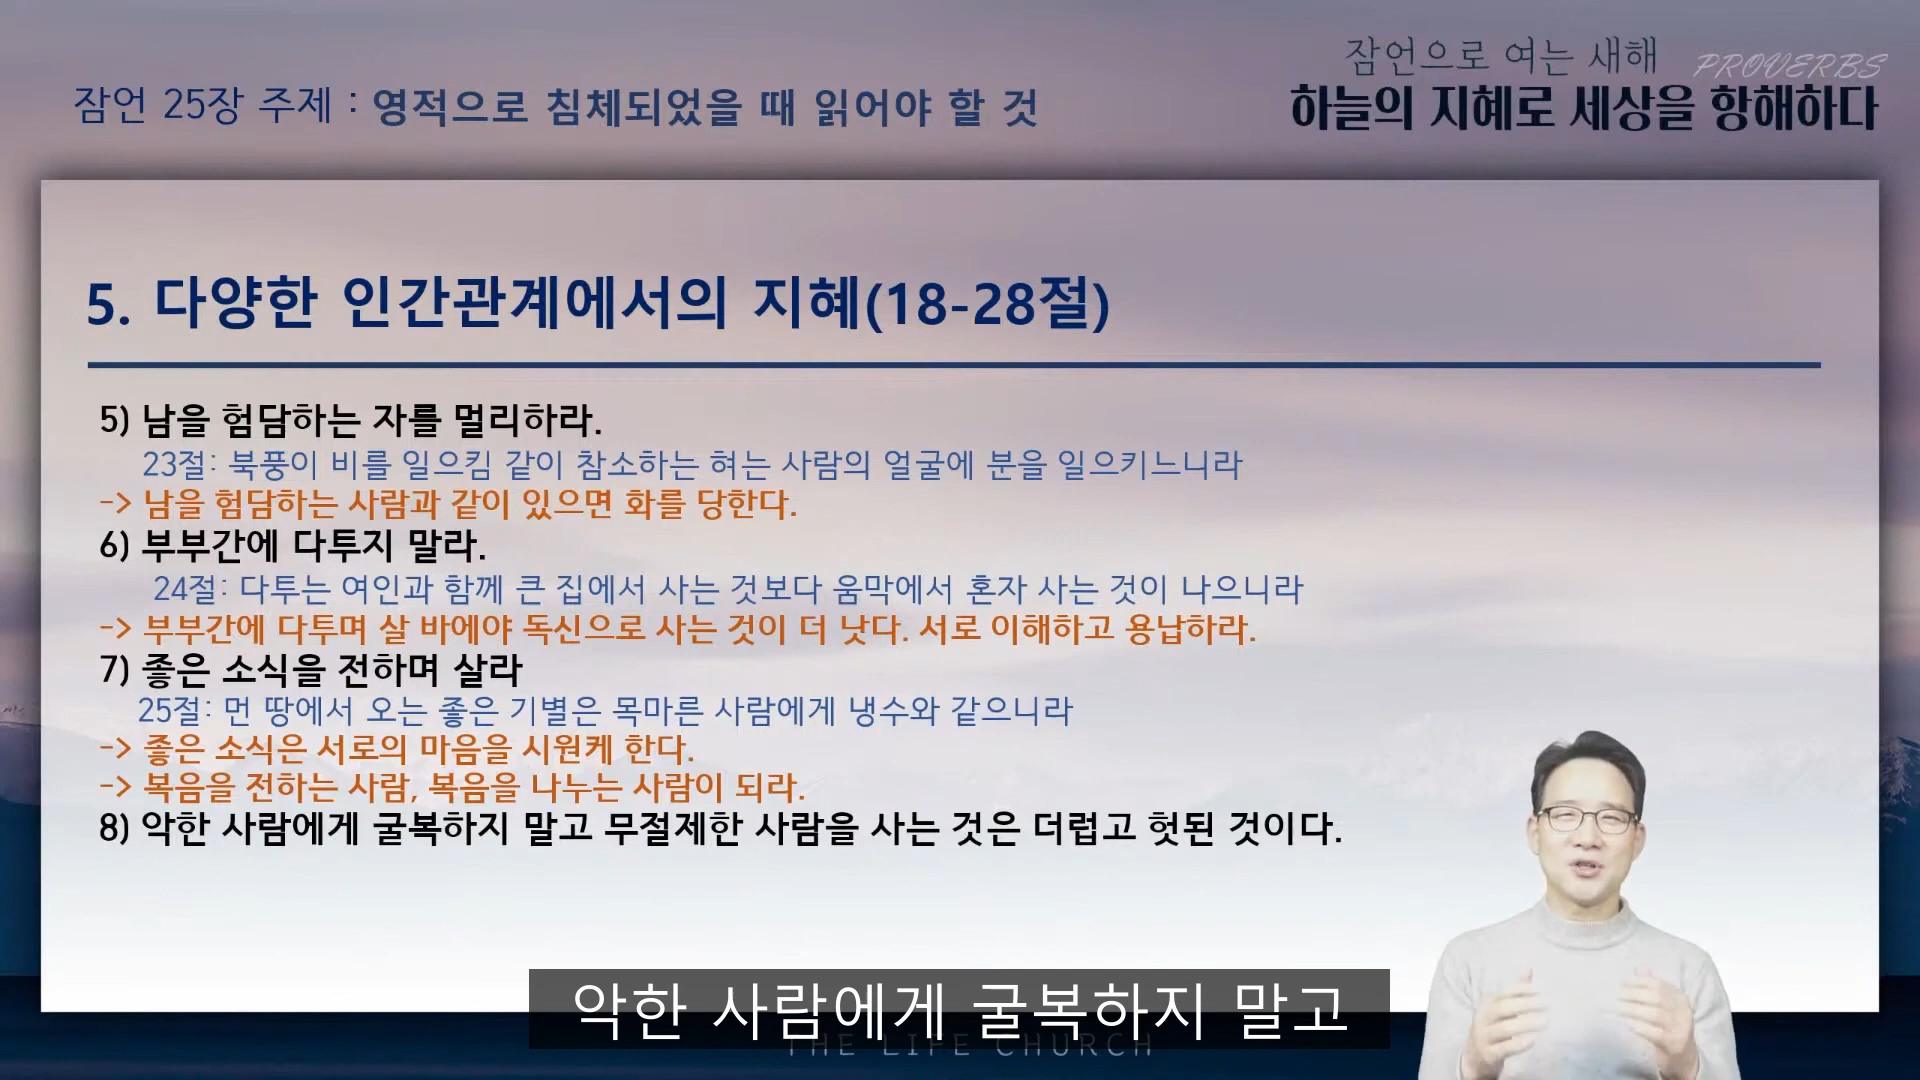 잠언으로 여는 새해 PROVERBS
잠언 25장 주제 : 영적으로 침체되었을 때 읽어야 할 것
하늘의 지혜로 세상을 항해하다
5. 다양한 인간관계에서의 지혜(18-28절)
5) 남을 험담하는 자를 멀리하라.
23절: 북풍이 비를 일으킴 같이 참소하는 혀는 사람의 얼굴에 분을 일으키느니라
-> 남을 험담하는 사람과 같이 있으면 화를 당한다.
6) 부부간에 다투지 말라.
24절: 다투는 여인과 함께 큰 집에서 사는 것보다 움막에서 혼자 사는 것이 나으니라
-> 부부간에 다투며 살 바에야 독신으로 사는 것이 더 낫다. 서로 이해하고 용납하라.
7) 좋은 소식을 전하며 살라
25절: 먼 땅에서 오는 좋은 기별은 목마른 사람에게 냉수와 같으니라
-> 좋은 소식은 서로의 마음을 시원케 한다.
-> 복음을 전하는 사람, 복음을 나누는 사람이 되라.
8) 악한 사람에게 굴복하지 말고 무절제한 사람을 사는 것은 더럽고 헛된 것이다.
악한 사람에게 굴복하지 말고
THE LIFE CHURCH